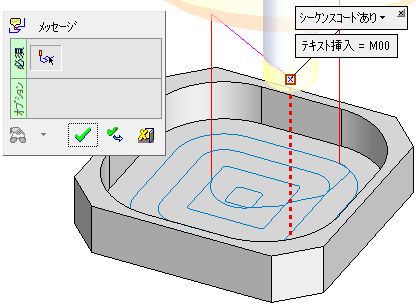 メッセージ
必須
オプション
シーケンスコードあり
テキスト挿入 = M00